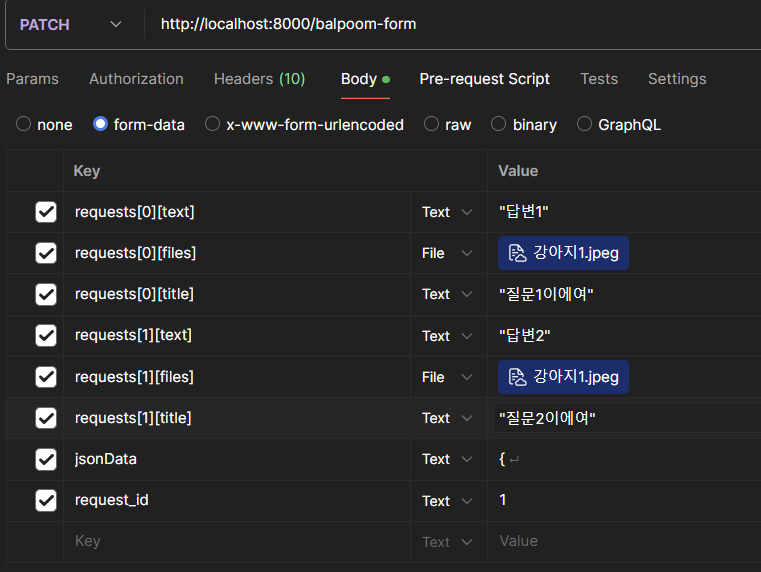 PATCH http://localhost:8000/balpoom-form
Params Authorization Headers (10) Body Pre-request Script Tests Settings
none form-data x-www-form-urlencoded raw binary GraphQL
Key Value
requests[0][text] Text "답변1"
requests[0][files] File 강아지1.jpeg
requests[0][title] Text "질문1이에여"
requests[1][text] Text "답변2"
requests[1][files] File 강아지1.jpeg
requests[1][title] Text "질문2이에여"
jsonData Text { ↵
request_id Text 1
Key Text Value